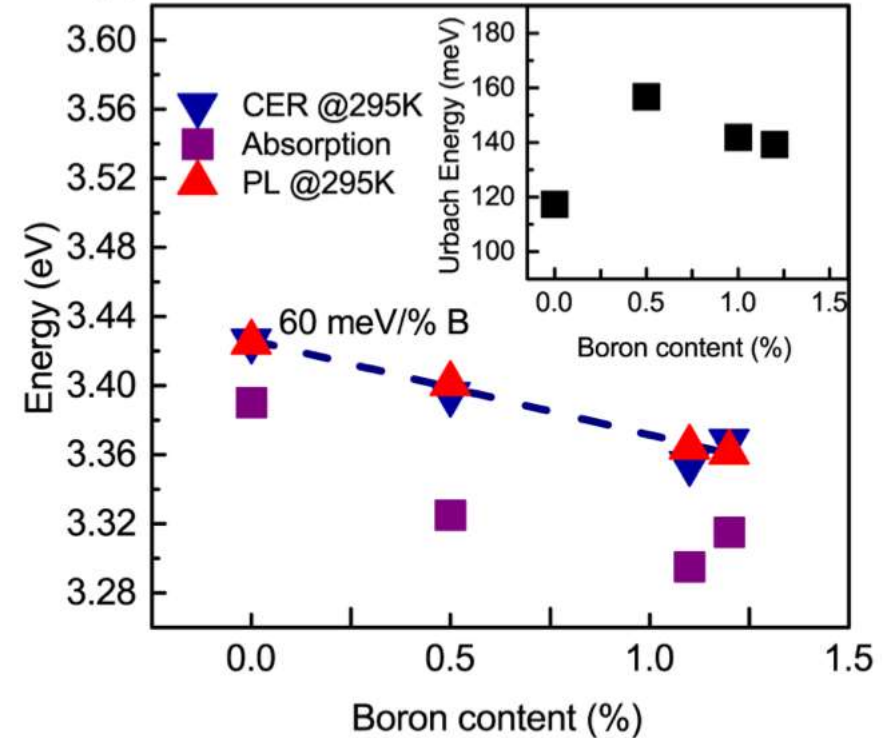 3.60
3.56
3.52
3.48
3.44
3.40
3.36
3.32
3.28
Energy (eV)
CER @295K
Absorption
PL @295K
60 meV/% B
0.0
0.5
1.0
1.5
Boron content (%)
180
160
140
120
100
Urbach Energy (meV)
0.0
0.5
1.0
1.5
Boron content (%)